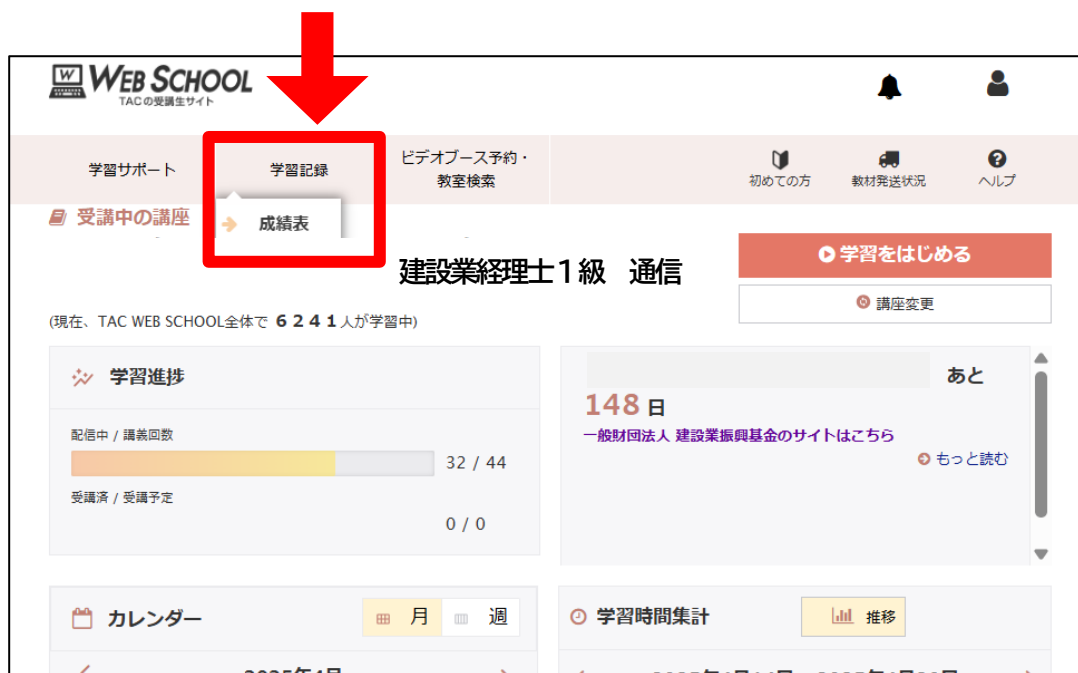 WEB SCHOOL
TACの受講生サイト
学習サポート
学習記録
ビデオブース予約・
教室検索
初めての方
教材発送状況
ヘルプ
受講中の講座
成績表
建設業経理士1級 通信
学習をはじめる
講座変更
(現在、TAC WEB SCHOOL全体で 6241人が学習中)
学習進捗
配信中 / 講義回数
32 / 44
受講済 / 受講予定
0 / 0
あと
148 日
一般財団法人 建設業振興基金のサイトはこちら
もっと読む
カレンダー
月
週
学習時間集計
推移